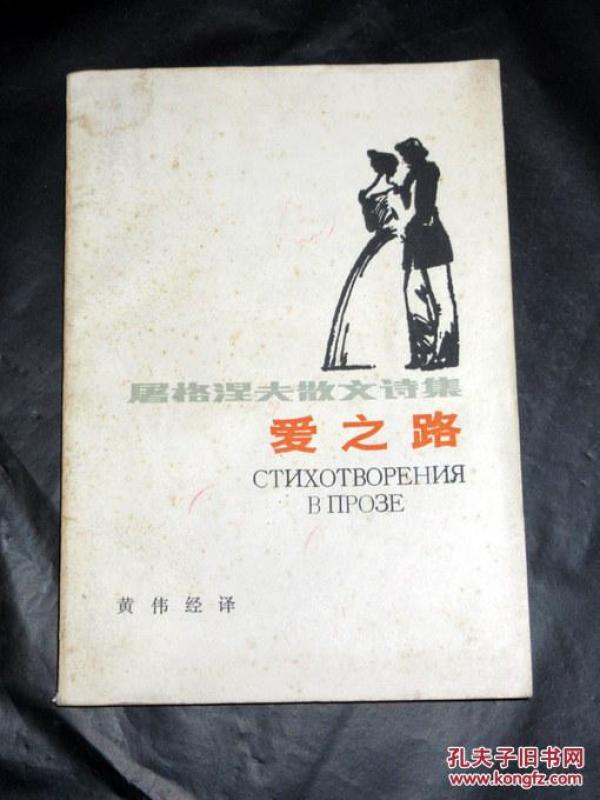 屠格涅夫散文诗集
爱之路
СТИХОТВОРЕНИЯ
В ПРОЗЕ
黄伟经译
孔夫子旧书网
www.kongfz.com